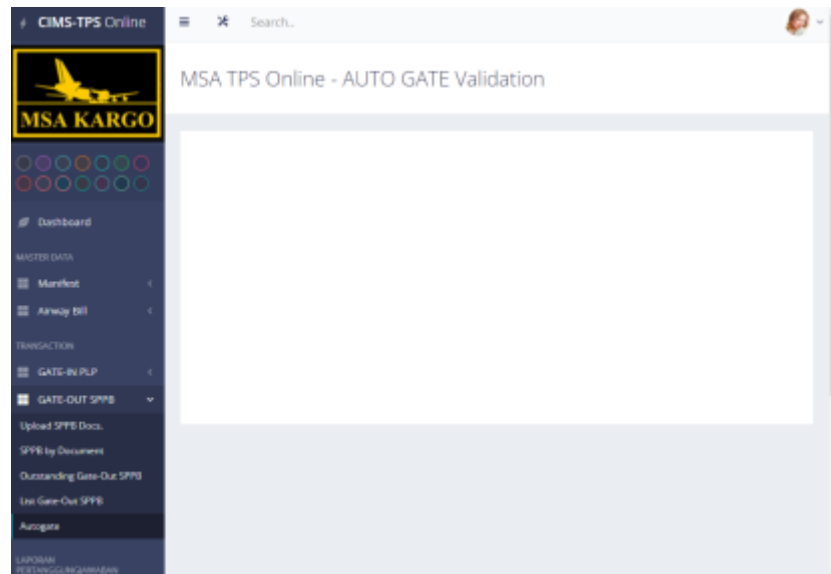 CIMS-TPS Online
Search..
MSA KARGO
MSA TPS Online - AUTO GATE Validation
Dashboard
MASTER DATA
Manifest
Airway Bill
TRANSACTION
GATE-IN PLP
GATE-OUT SPPB
Upload SPPB Docs.
SPPB by Document
Outstanding Gate-Out SPPB
List Gate-Out SPPB
Autogate
LAPORAN
PERTANGGUNGJAWABAN